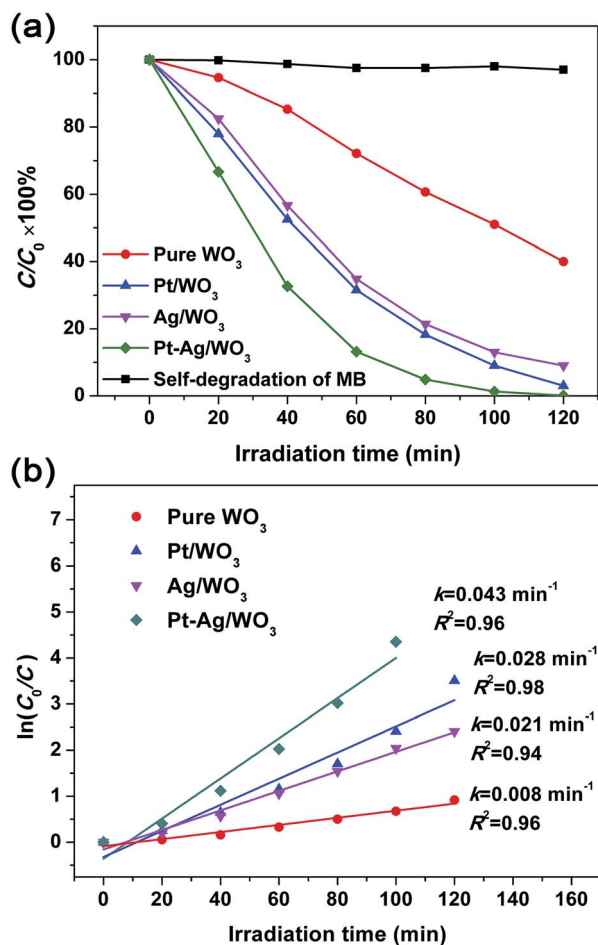 (a)
100
80
60
40
20
0
C/C₀ ×100%
Pure WO₃
Pt/WO₃
Ag/WO₃
Pt-Ag/WO₃
Self-degradation of MB
0 20 40 60 80 100 120
Irradiation time (min)
(b)
7
6
5
4
3
2
1
0
ln(C₀/C)
Pure WO₃
Pt/WO₃
Ag/WO₃
Pt-Ag/WO₃
k=0.043 min⁻¹
R²=0.96
k=0.028 min⁻¹
R²=0.98
k=0.021 min⁻¹
R²=0.94
k=0.008 min⁻¹
R²=0.96
0 20 40 60 80 100 120 140 160
Irradiation time (min)